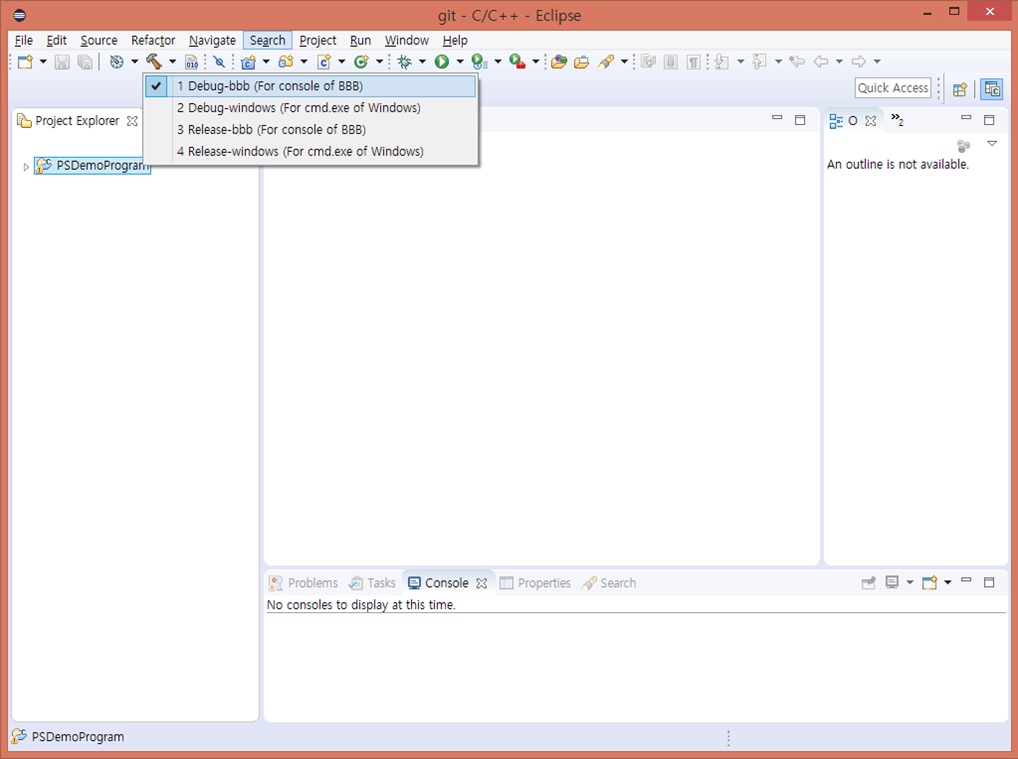 git - C/C++ - Eclipse
File Edit Source Refactor Navigate Search Project Run Window Help
010
Quick Access
1 Debug-bbb (For console of BBB)
2 Debug-windows (For cmd.exe of Windows)
3 Release-bbb (For console of BBB)
4 Release-windows (For cmd.exe of Windows)
Project Explorer
O »2
PSDemoProgram
An outline is not available.
Problems Tasks Console Properties Search
No consoles to display at this time.
PSDemoProgram